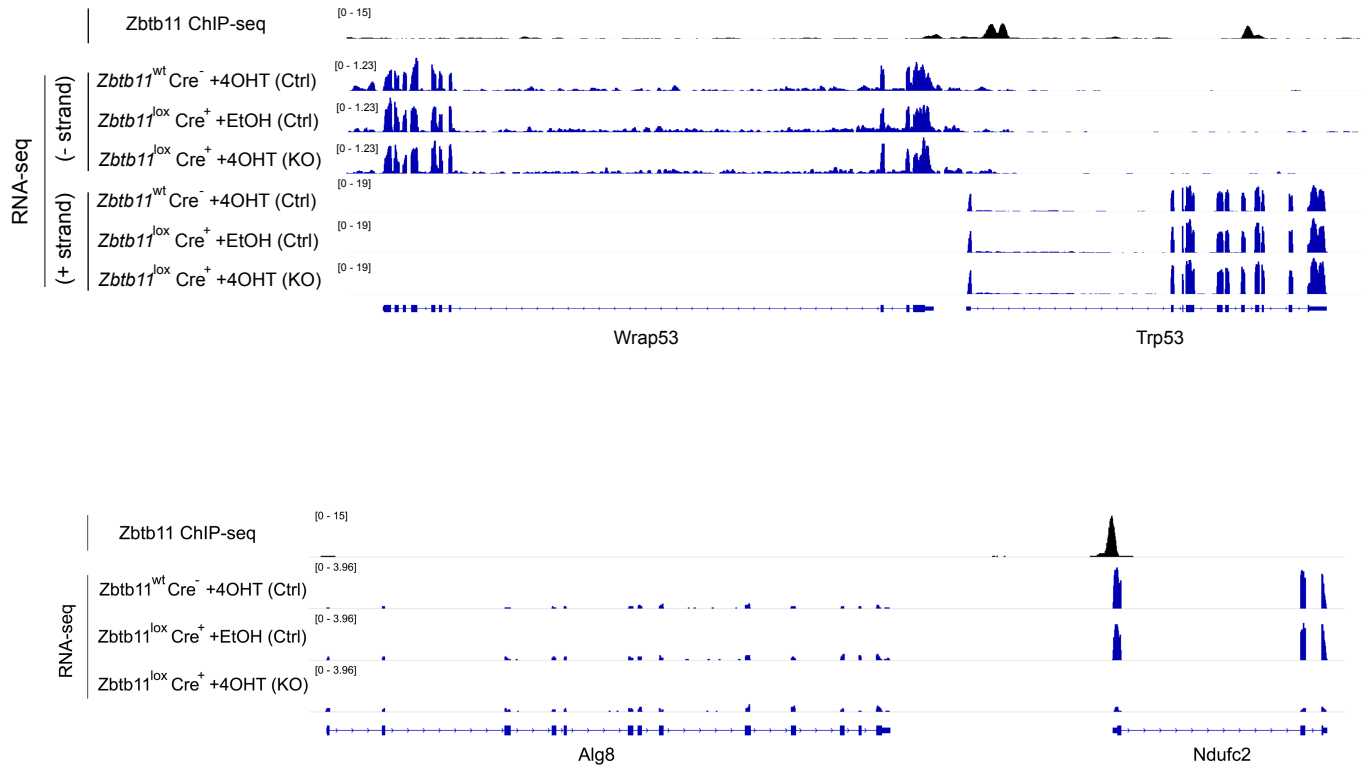 Zbtb11 ChIP-seq
[0 - 15]
RNA-seq
(- strand)
Zbtb11wt Cre- +4OHT (Ctrl)
[0 - 1.23]
Zbtb11lox Cre+ +EtOH (Ctrl)
[0 - 1.23]
Zbtb11lox Cre+ +4OHT (KO)
[0 - 1.23]
(+ strand)
Zbtb11wt Cre- +4OHT (Ctrl)
[0 - 19]
Zbtb11lox Cre+ +EtOH (Ctrl)
[0 - 19]
Zbtb11lox Cre+ +4OHT (KO)
[0 - 19]
Wrap53
Trp53
Zbtb11 ChIP-seq
[0 - 15]
RNA-seq
Zbtb11wt Cre- +4OHT (Ctrl)
[0 - 3.96]
Zbtb11lox Cre+ +EtOH (Ctrl)
[0 - 3.96]
Zbtb11lox Cre+ +4OHT (KO)
[0 - 3.96]
Alg8
Ndufc2